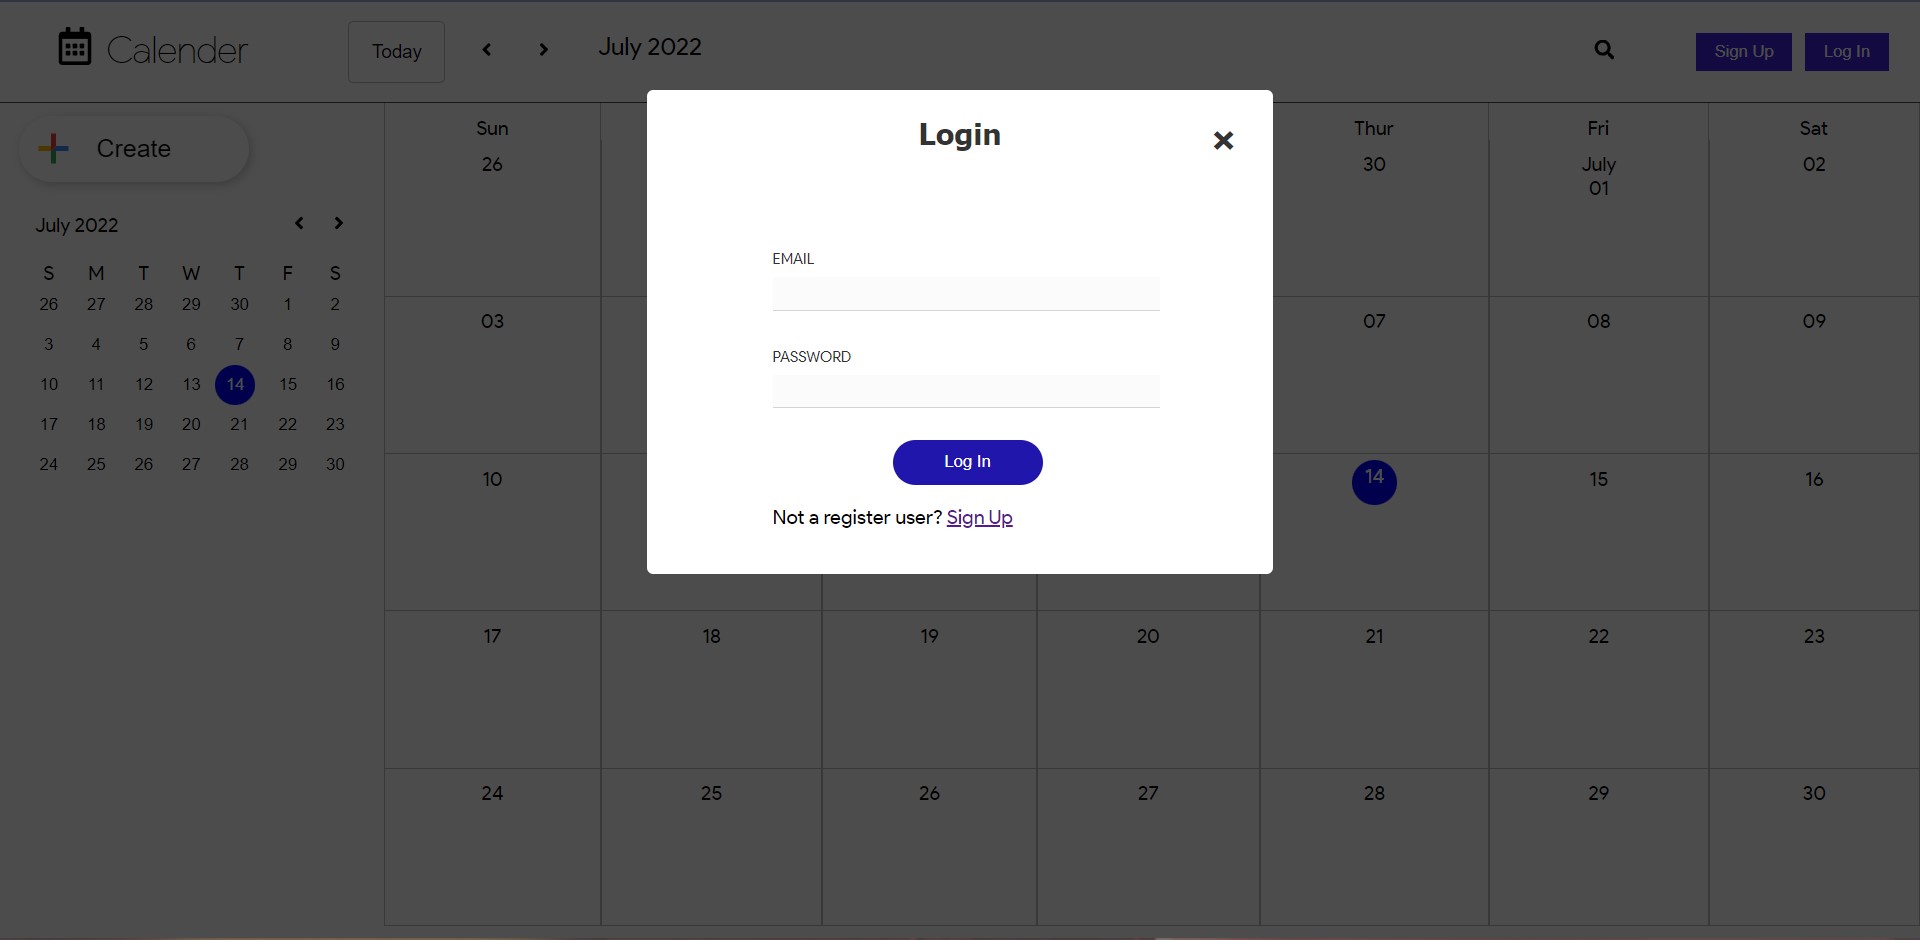 Calender
Today
July 2022
Sign Up
Log In
Create
July 2022
S M T W T F S
26 27 28 29 30 1 2
3 4 5 6 7 8 9
10 11 12 13 14 15 16
17 18 19 20 21 22 23
24 25 26 27 28 29 30
Sun Thur Fri Sat
26 30 July 02
01
03 07 08 09
10 14 15 16
17 18 19 20 21 22 23
24 25 26 27 28 29 30
Login
EMAIL
PASSWORD
Log In
Not a register user? Sign Up